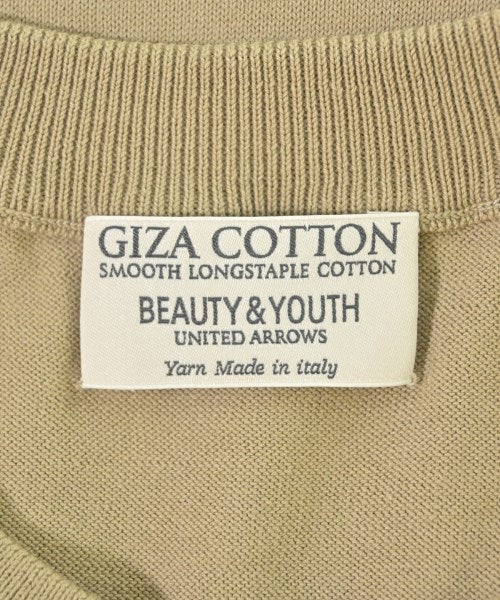 GIZA COTTON
SMOOTH LONGSTAPLE COTTON
BEAUTY & YOUTH
UNITED ARROWS
Yarn Made in italy